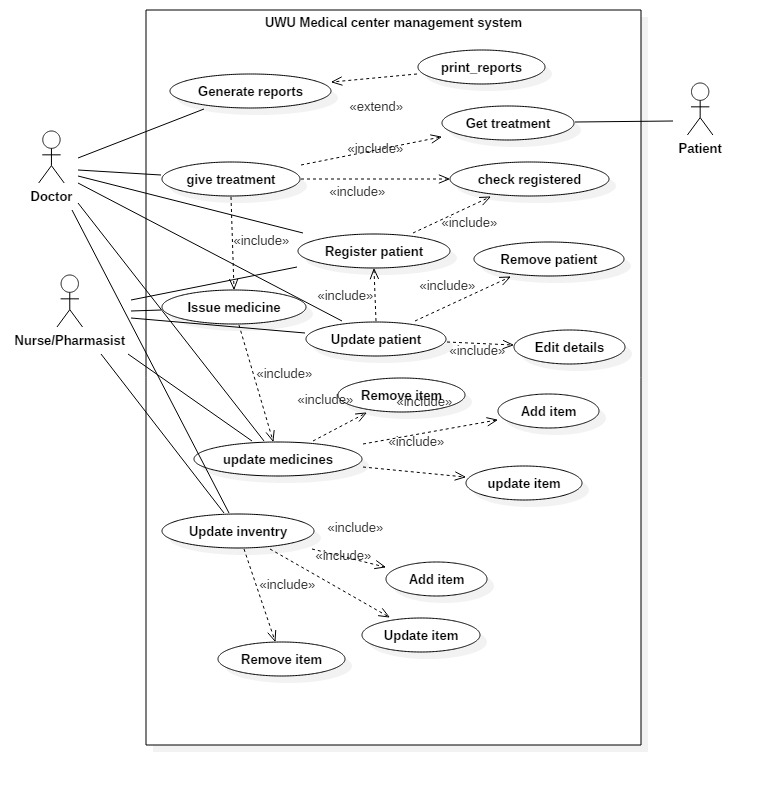 UWU Medical center management system
print_reports
Generate reports
«extend»
Get treatment
Patient
«include»
give treatment
check registered
«include»
Doctor
«include»
«include»
Register patient
Remove patient
«include»
«include»
Issue medicine
Nurse/Pharmasist
Update patient
Edit details
«include»
«include»
Remove item
«include»
«include»
Add item
«include»
update medicines
update item
Update inventry
«include»
«include»
Add item
«include»
Update item
Remove item